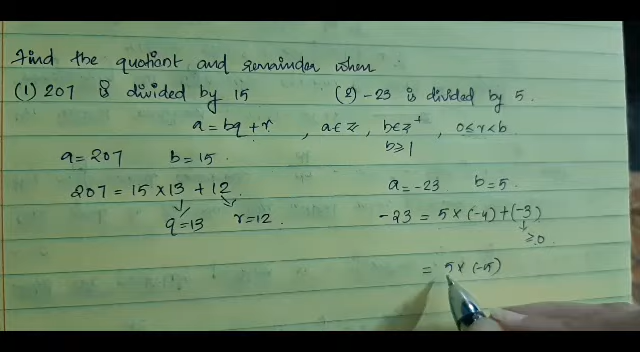 Find the quotient and remainder when
(1) 207 is divided by 15 (2) -23 is divided by 5.
a = bq + r, a ∈ Z, b ∈ Z⁺, 0 ≤ r < b
b ≥ 1
a = 207 b = 15.
a = -23 b = 5.
207 = 15 × 13 + 12
-23 = 5 × (-4) + (-3)
q = 13 r = 12.
≥ 0
= 5 × (-5)